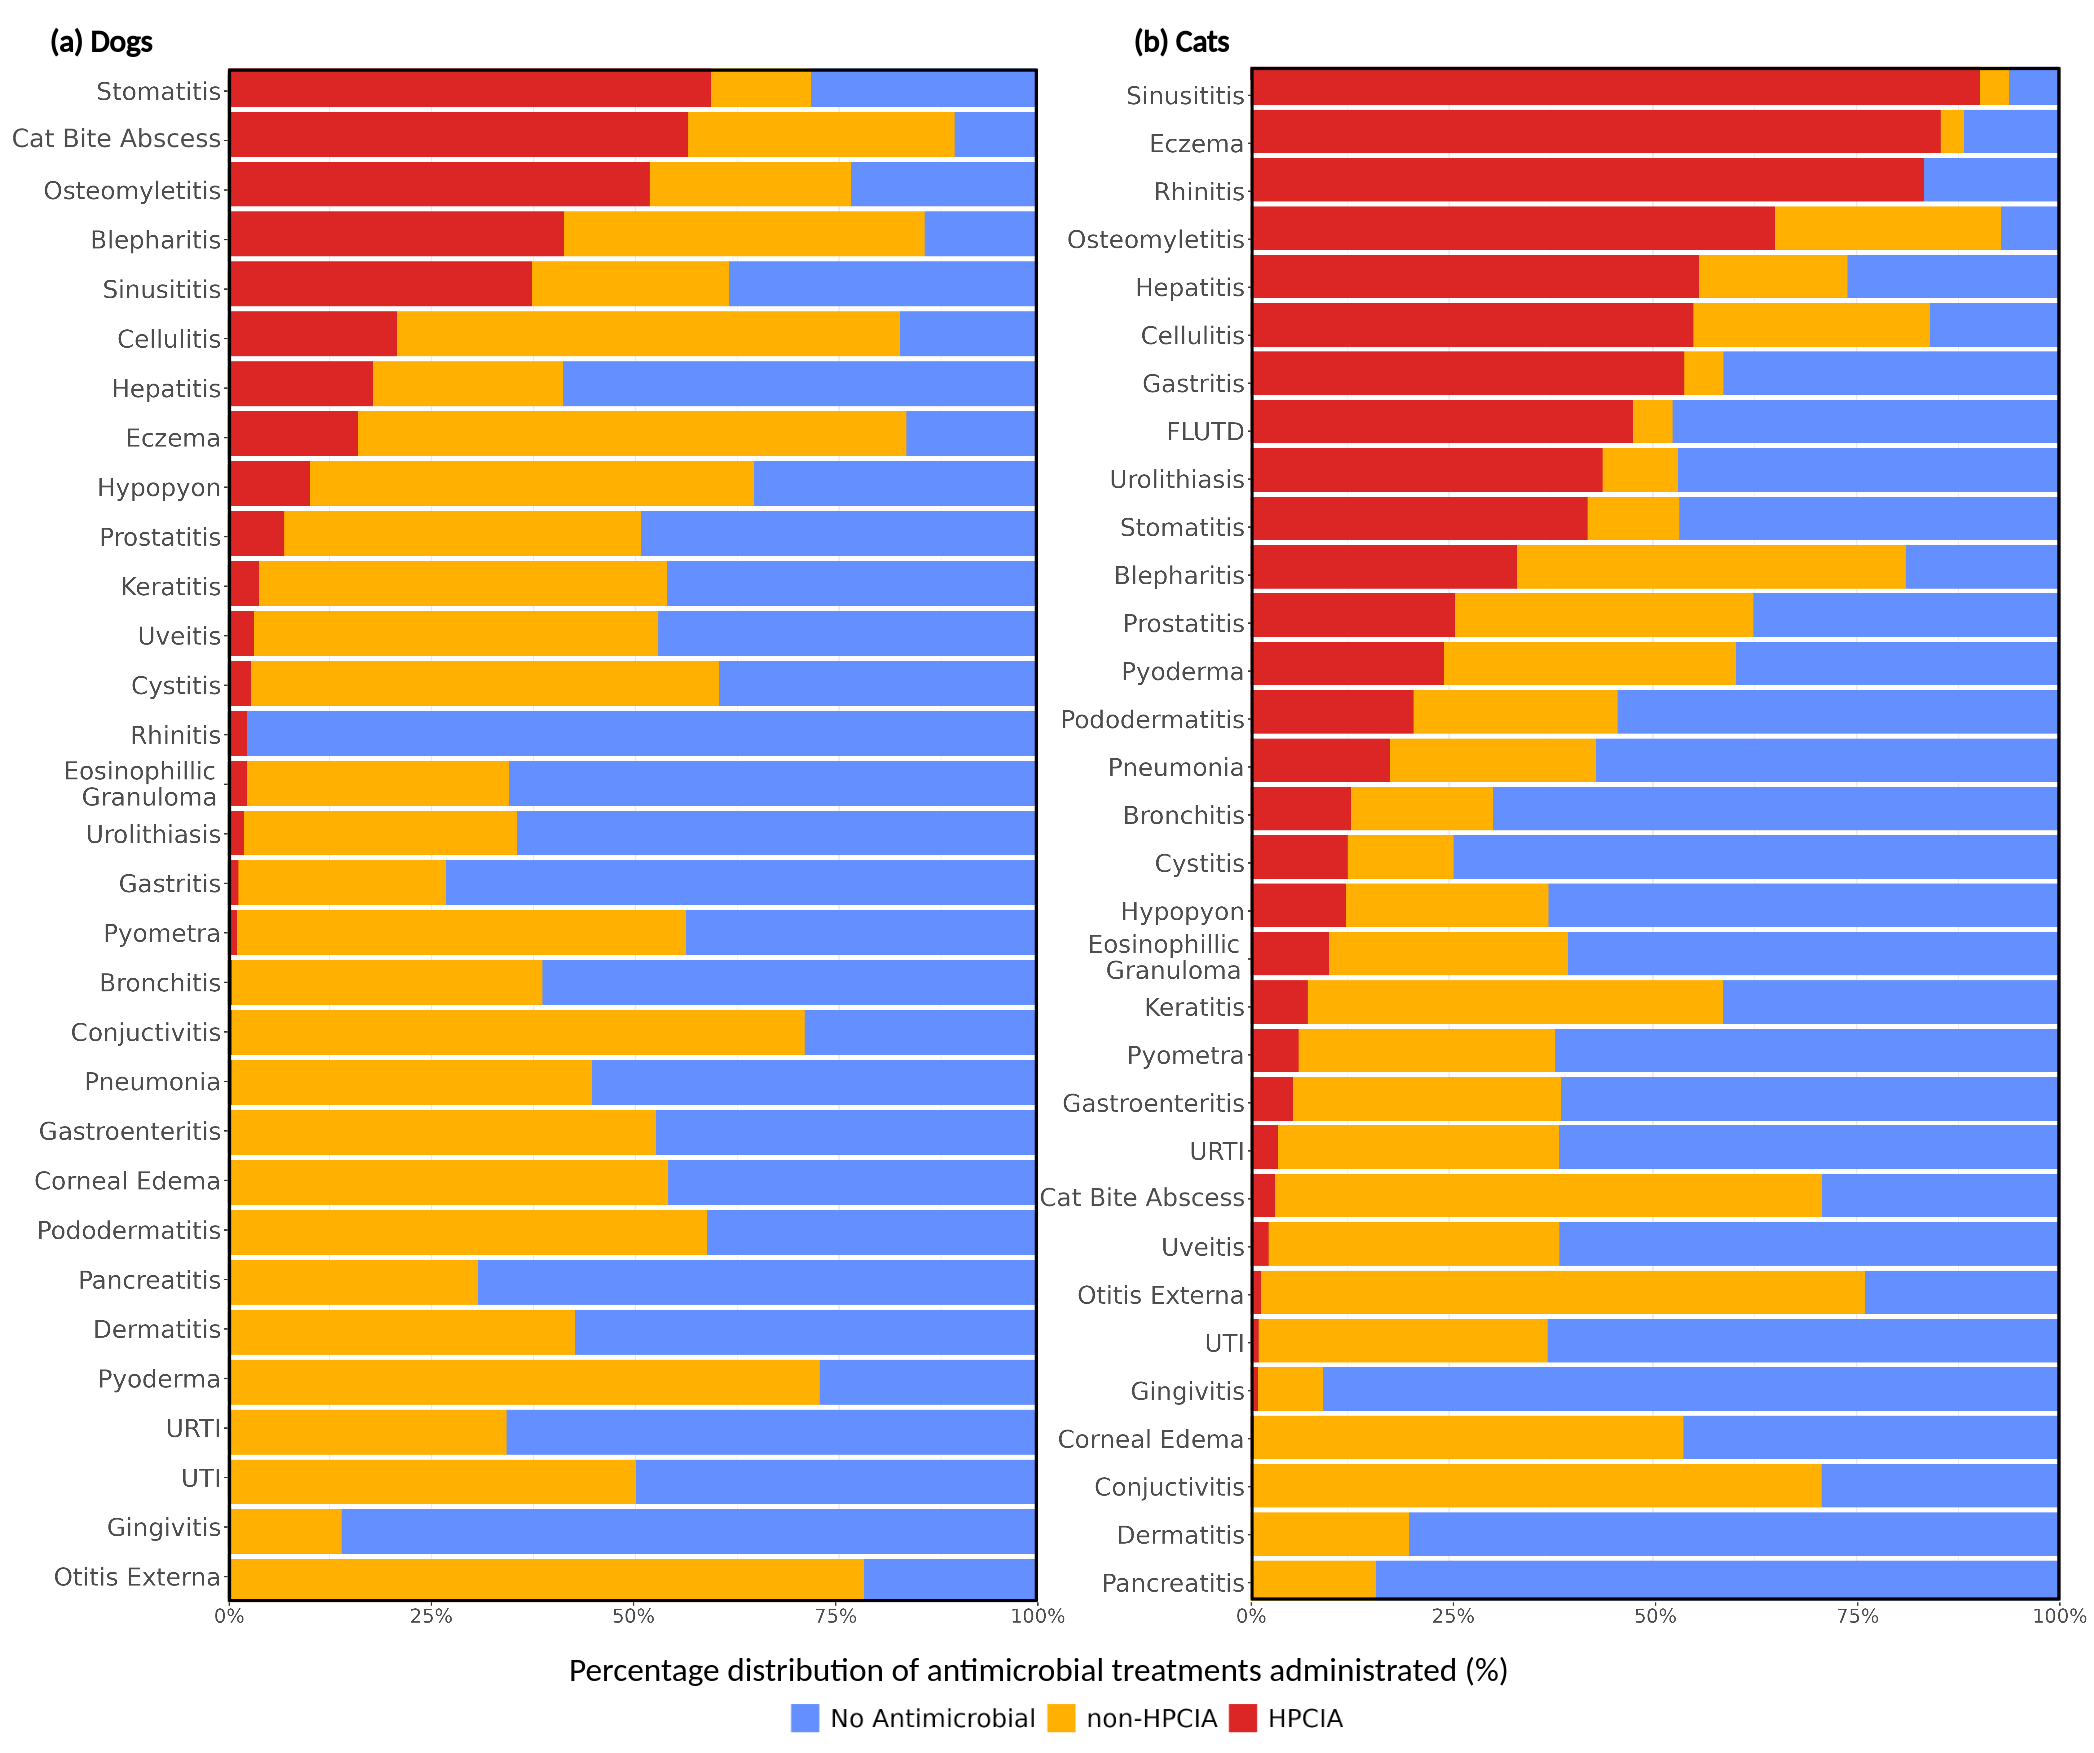 (a) Dogs
Stomatitis
Cat Bite Abscess
Osteomyletitis
Blepharitis
Sinusititis
Cellulitis
Hepatitis
Eczema
Hypopyon
Prostatitis
Keratitis
Uveitis
Cystitis
Rhinitis
Eosinophillic
Granuloma
Urolithiasis
Gastritis
Pyometra
Bronchitis
Conjuctivitis
Pneumonia
Gastroenteritis
Corneal Edema
Pododermatitis
Pancreatitis
Dermatitis
Pyoderma
URTI
UTI
Gingivitis
Otitis Externa
0% 25% 50% 75% 100%
(b) Cats
Sinusititis
Eczema
Rhinitis
Osteomyletitis
Hepatitis
Cellulitis
Gastritis
FLUTD
Urolithiasis
Stomatitis
Blepharitis
Prostatitis
Pyoderma
Pododermatitis
Pneumonia
Bronchitis
Cystitis
Hypopyon
Eosinophillic
Granuloma
Keratitis
Pyometra
Gastroenteritis
URTI
Cat Bite Abscess
Uveitis
Otitis Externa
UTI
Gingivitis
Corneal Edema
Conjuctivitis
Dermatitis
Pancreatitis
0% 25% 50% 75% 100%
Percentage distribution of antimicrobial treatments administrated (%)
No Antimicrobial non-HPCIA HPCIA